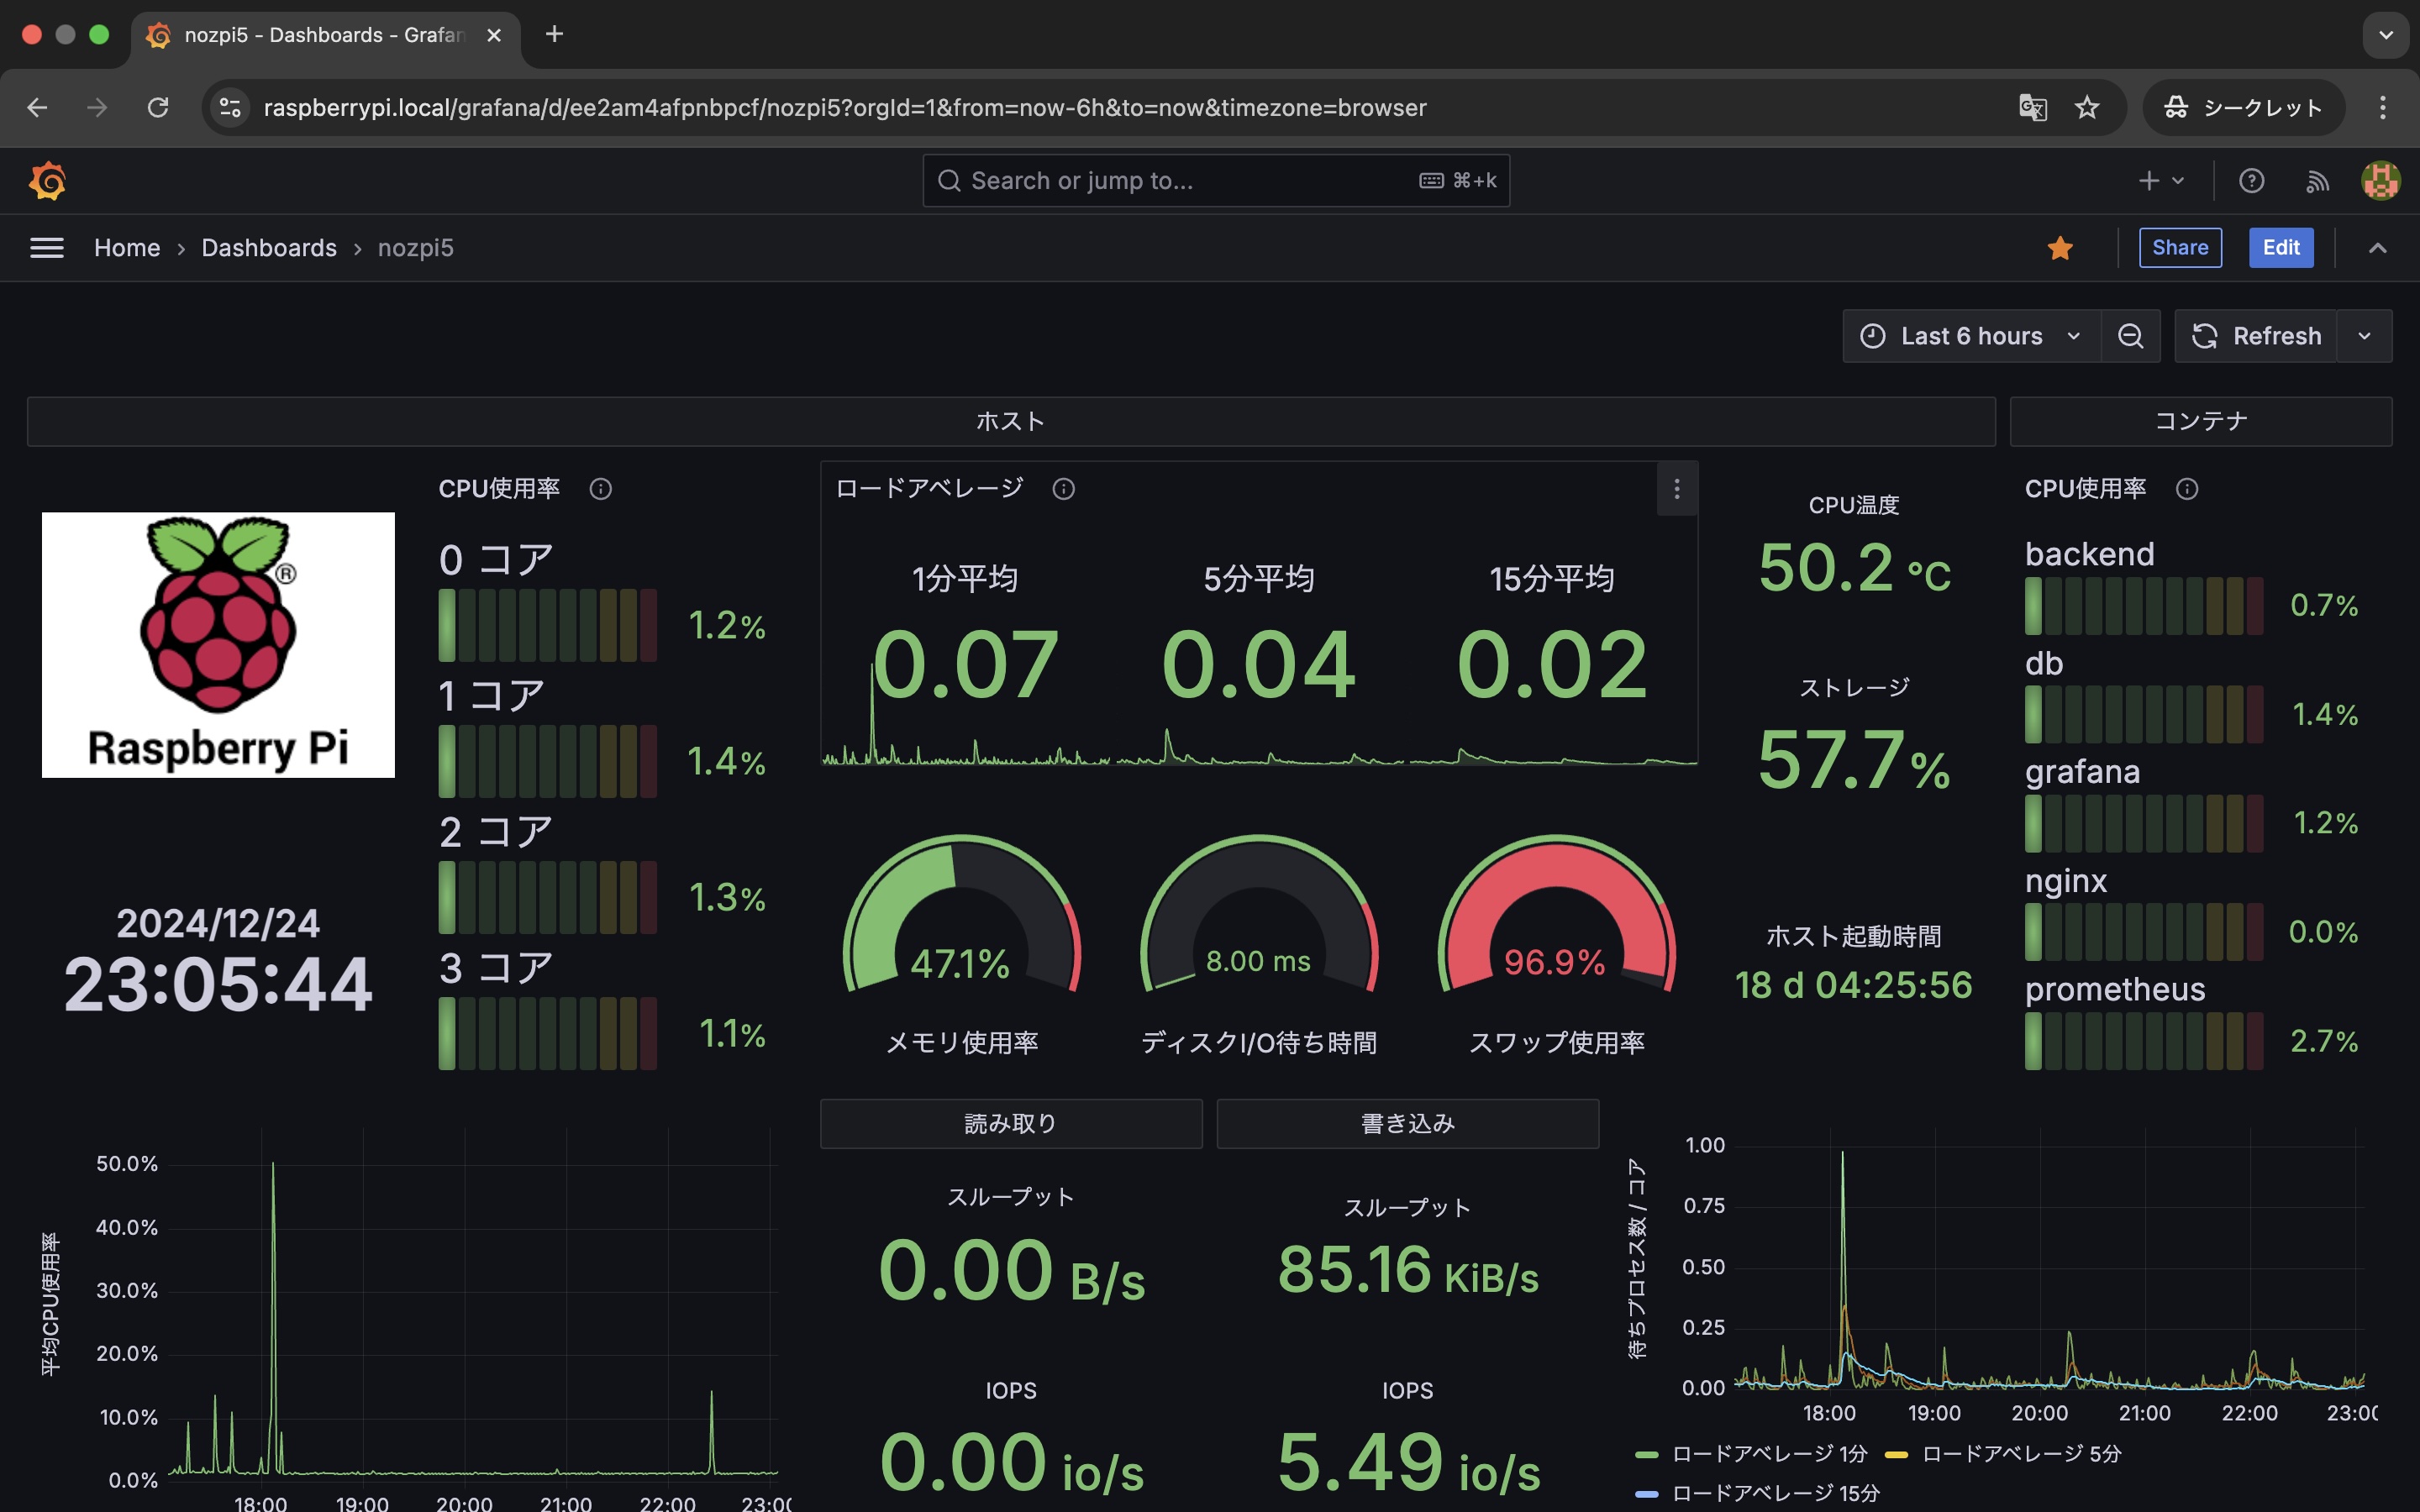 nozpi5 - Dashboards - Grafan
raspberrypi.local/grafana/d/ee2am4afpnbpcf/nozpi5?orgId=1&from=now-6h&to=now&timezone=browser
シークレット
Search or jump to...
⌘+k
Home › Dashboards › nozpi5
Share
Edit
Last 6 hours
Refresh
ホスト
コンテナ
Raspberry Pi
®
2024/12/24
23:05:44
CPU使用率
0 コア
1.2%
1 コア
1.4%
2 コア
1.3%
3 コア
1.1%
ロードアベレージ
1分平均
0.07
5分平均
0.04
15分平均
0.02
47.1%
メモリ使用率
8.00 ms
ディスクI/O待ち時間
96.9%
スワップ使用率
CPU温度
50.2 °C
ストレージ
57.7%
ホスト起動時間
18 d 04:25:56
CPU使用率
backend
0.7%
db
1.4%
grafana
1.2%
nginx
0.0%
prometheus
2.7%
平均CPU使用率
50.0%
40.0%
30.0%
20.0%
10.0%
0.0%
18:00 19:00 20:00 21:00 22:00 23:00
読み取り
スループット
0.00 B/s
IOPS
0.00 io/s
書き込み
スループット
85.16 KiB/s
IOPS
5.49 io/s
待ちプロセス数 / コア
1.00
0.75
0.50
0.25
0.00
18:00 19:00 20:00 21:00 22:00 23:00
ロードアベレージ 1分 ロードアベレージ 5分
ロードアベレージ 15分